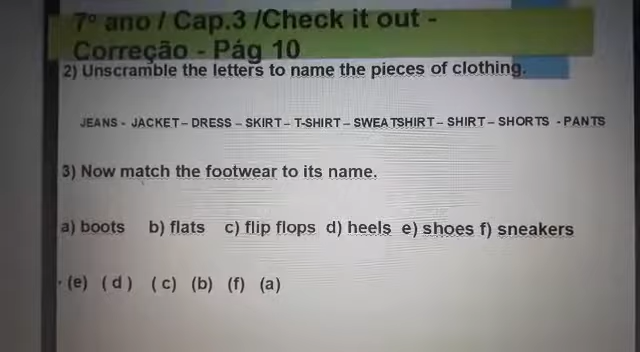 7º ano / Cap.3 /Check it out -
Correção - Pág 10
2) Unscramble the letters to name the pieces of clothing.
JEANS - JACKET – DRESS – SKIRT – T-SHIRT – SWEATSHIRT – SHIRT – SHORTS - PANTS
3) Now match the footwear to its name.
a) boots b) flats c) flip flops d) heels e) shoes f) sneakers
(e) ( d ) ( c) (b) (f) (a)